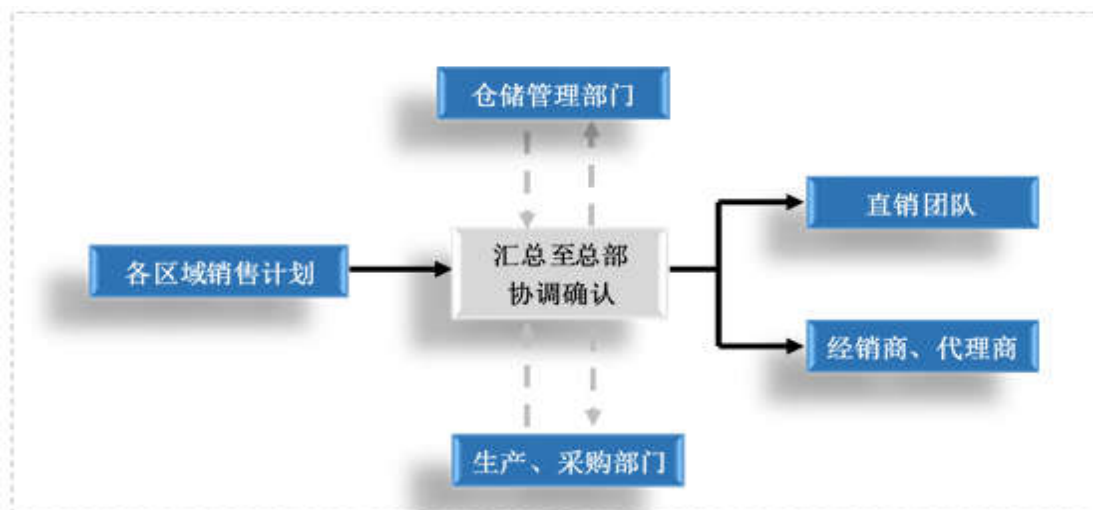 仓储管理部门
直销团队
各区域销售计划
汇总至总部
协调确认
经销商、代理商
生产、采购部门